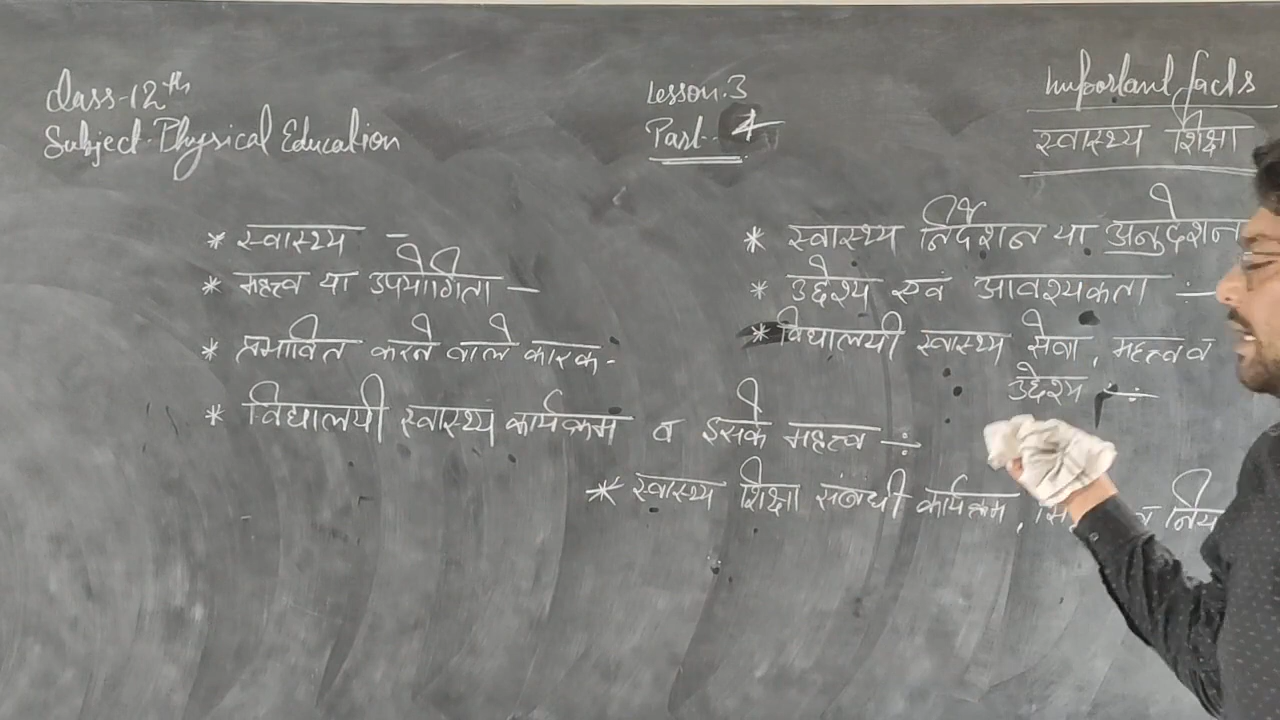 Class-12th
Subject-Physical Education
Lesson.3
Part-4
Important facts
स्वास्थ्य शिक्षा
* स्वास्थ्य -
* महत्त्व या उपयोगिता -
* प्रभावित करने वाले कारक -
* विद्यालयी स्वास्थ्य कार्यक्रम व इसके महत्त्व ÷
* स्वास्थ्य निर्देशन या अनुदेशन
* उद्देश्य एवं आवश्यकता ÷
* विद्यालयी स्वास्थ्य सेवा, महत्त्व व
उद्देश्य ÷
* स्वास्थ्य शिक्षा संबधी कार्यक्रम,